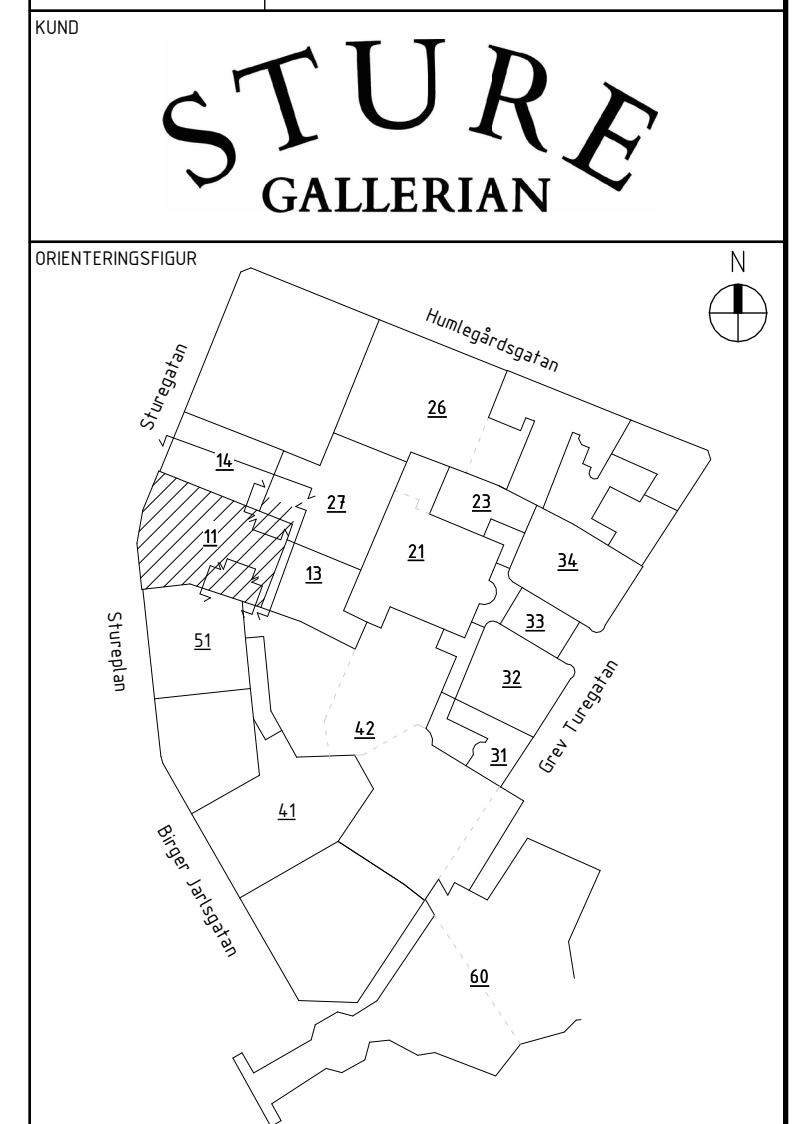 KUND
STURE
GALLERIAN
ORIENTERINGSFIGUR
N
Humlegårdsgatan
Sturegatan
26
14
27
23
11
21
34
13
33
Stureplan
51
32
Grev Turegatan
42
31
41
Birger Jarlsgatan
60